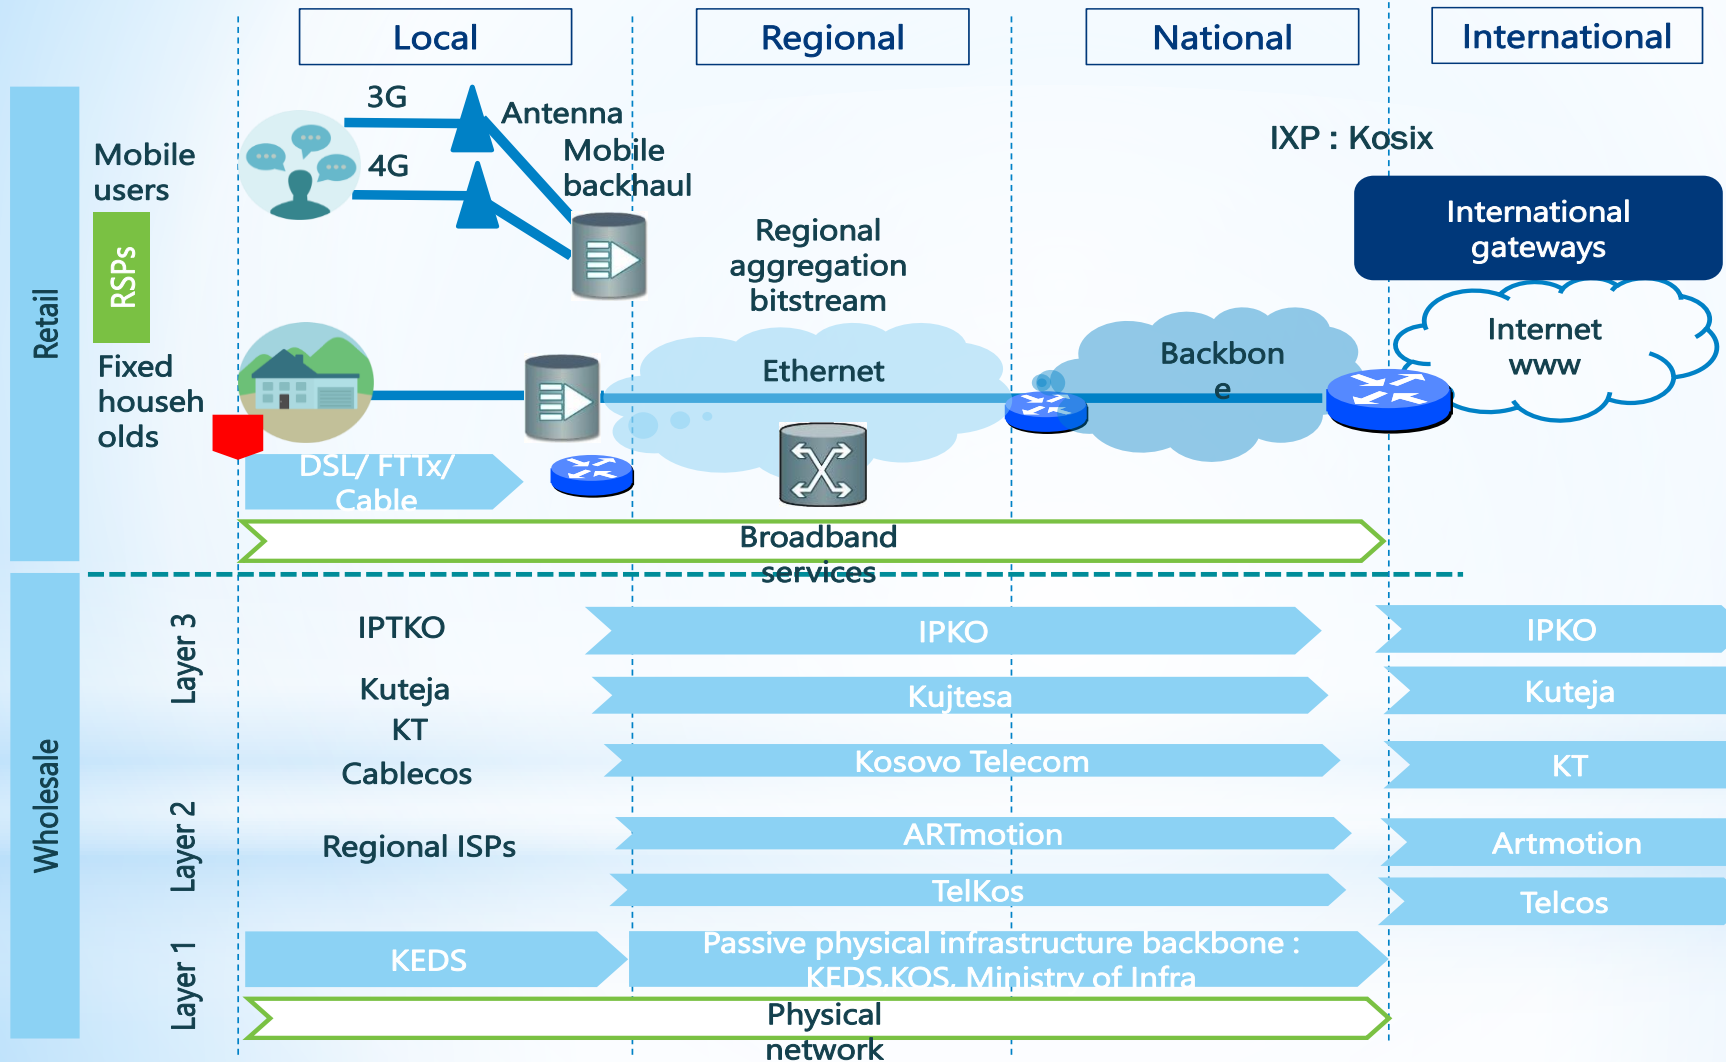 Local
Regional
National
International
3G
Antenna
4G
Mobile
backhaul
Mobile
users
RSPs
Retail
IXP : Kosix
International
gateways
Regional
aggregation
bitstream
Internet
www
Ethernet
Backbon
e
Fixed
househ
olds
DSL/ FTTx/
Cable
Broadband
services
Wholesale
Layer 3
IPTKO
IPKO
IPKO
Kuteja
Kujtesa
Kuteja
KT
Cablecos
Kosovo Telecom
KT
Layer 2
Regional ISPs
ARTmotion
Artmotion
TelKos
Telcos
Layer 1
KEDS
Passive physical infrastructure backbone :
KEDS,KOS, Ministry of Infra
Physical
network